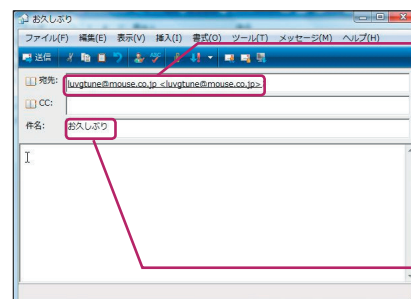 お久しぶり
ファイル(F) 編集(E) 表示(V) 挿入(I) 書式(O) ツール(T) メッセージ(M) ヘルプ(H)
送信
宛先: luvgtune@mouse.co.jp <luvgtune@mouse.co.jp>
CC:
件名: お久しぶり